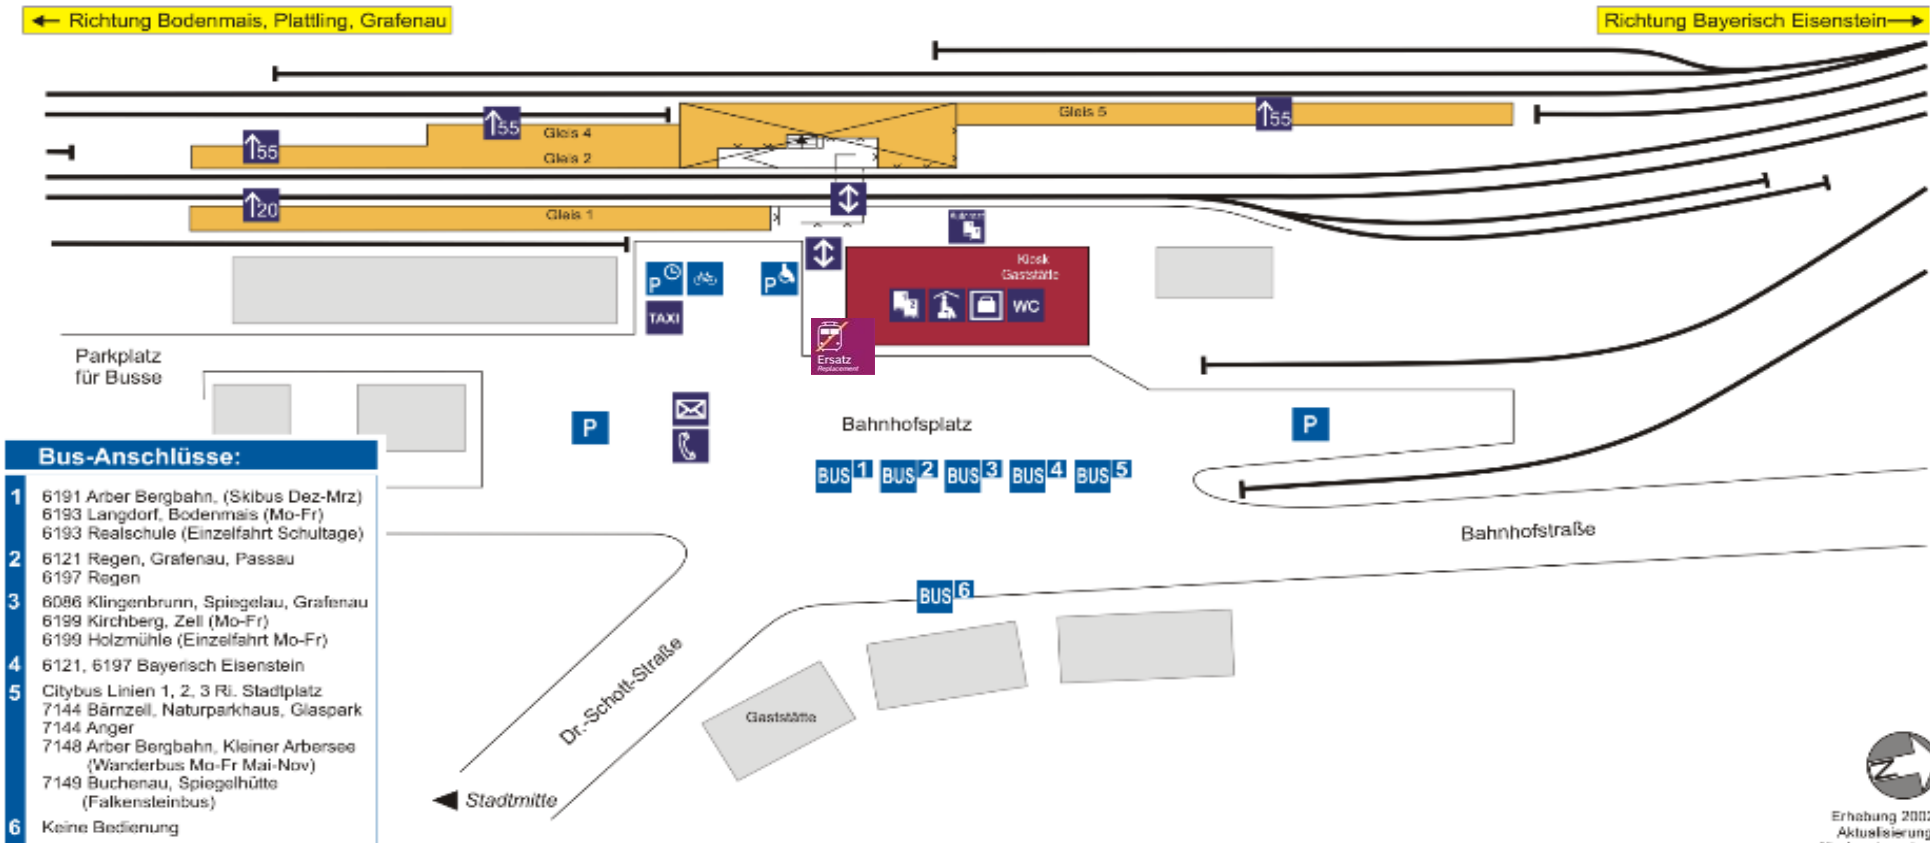 Richtung Bodenmais, Plattling, Grafenau
Richtung Bayerisch Eisenstein
Gleis 5
55
55
55
Gleis 4
Gleis 2
20
Gleis 1
Kiosk
Gaststätte
P
P
TAXI
WC
Ersatz
Replacement
Parkplatz
für Busse
P
Bahnhofsplatz
P
BUS 1
BUS 2
BUS 3
BUS 4
BUS 5
Bahnhofstraße
BUS 6
Dr.-Schott-Straße
Gaststätte
Stadtmitte
Bus-Anschlüsse:
1
6191 Arber Bergbahn, (Skibus Dez-Mrz)
6193 Langdorf, Bodenmais (Mo-Fr)
6193 Realschule (Einzelfahrt Schultage)
2
6121 Regen, Grafenau, Passau
6197 Regen
3
6086 Klingenbrunn, Spiegelau, Grafenau
6199 Kirchberg, Zell (Mo-Fr)
6199 Holzmühle (Einzelfahrt Mo-Fr)
4
6121, 6197 Bayerisch Eisenstein
5
Citybus Linien 1, 2, 3 Ri. Stadtplatz
7144 Bärnzell, Naturparkhaus, Glaspark
7144 Anger
7148 Arber Bergbahn, Kleiner Arbersee
(Wanderbus Mo-Fr Mai-Nov)
7149 Buchenau, Spiegelhütte
(Falkensteinbus)
6
Keine Bedienung
N
Erhebung 2002
Aktualisierung